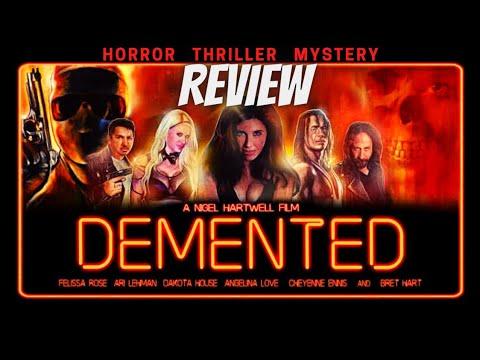 HORROR THRILLER MYSTERY
REVIEW
A NIGEL HARTWELL FILM
DEMENTED
FELISSA ROSE ARI LEHMAN DAKOTA HOUSE ANGELINA LOVE CHEYENNE ENNIS AND BRET HART